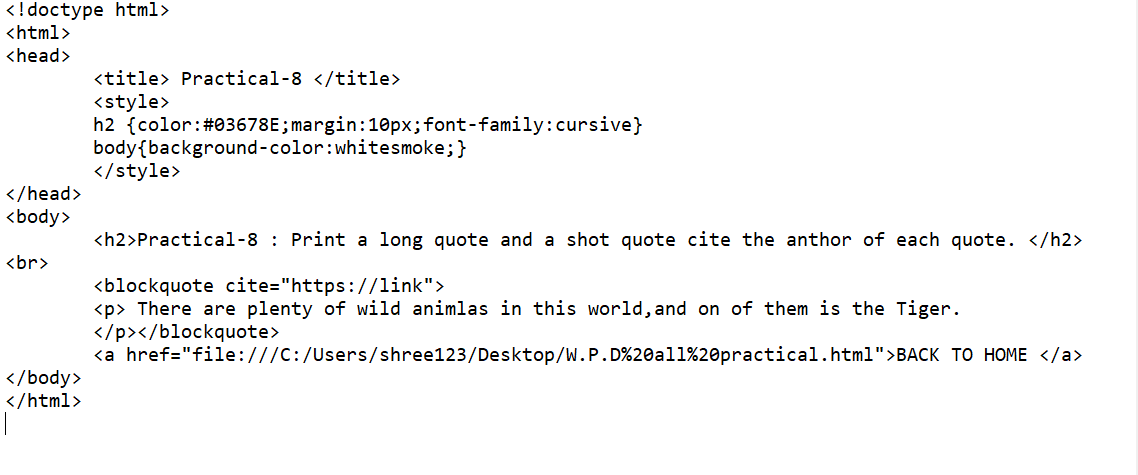 <!doctype html>
<html>
<head>
<title> Practical-8 </title>
<style>
h2 {color:#03678E;margin:10px;font-family:cursive}
body{background-color:whitesmoke;}
</style>
</head>
<body>
<h2>Practical-8 : Print a long quote and a shot quote cite the anthor of each quote. </h2>
<br>
<blockquote cite="https://link">
<p> There are plenty of wild animlas in this world,and on of them is the Tiger.
</p></blockquote>
<a href="file:///C:/Users/shree123/Desktop/W.P.D%20all%20practical.html">BACK TO HOME </a>
</body>
</html>